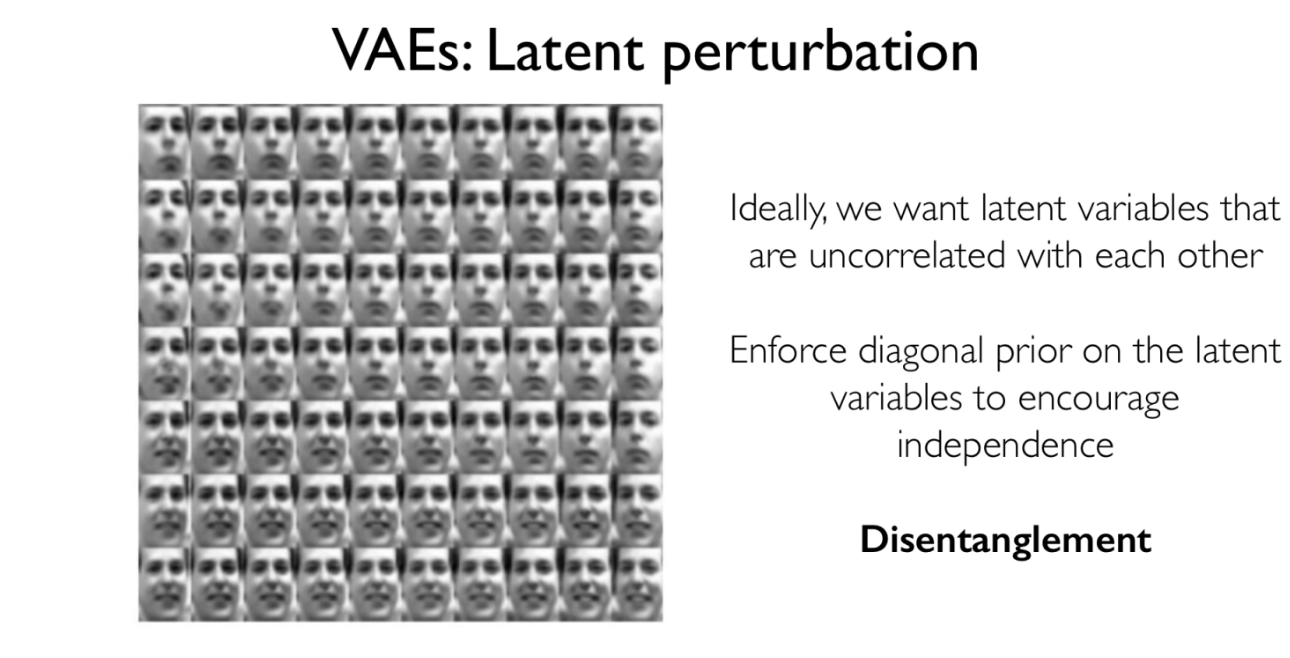 VAEs: Latent perturbation
Ideally, we want latent variables that
are uncorrelated with each other
Enforce diagonal prior on the latent
variables to encourage
independence
Disentanglement